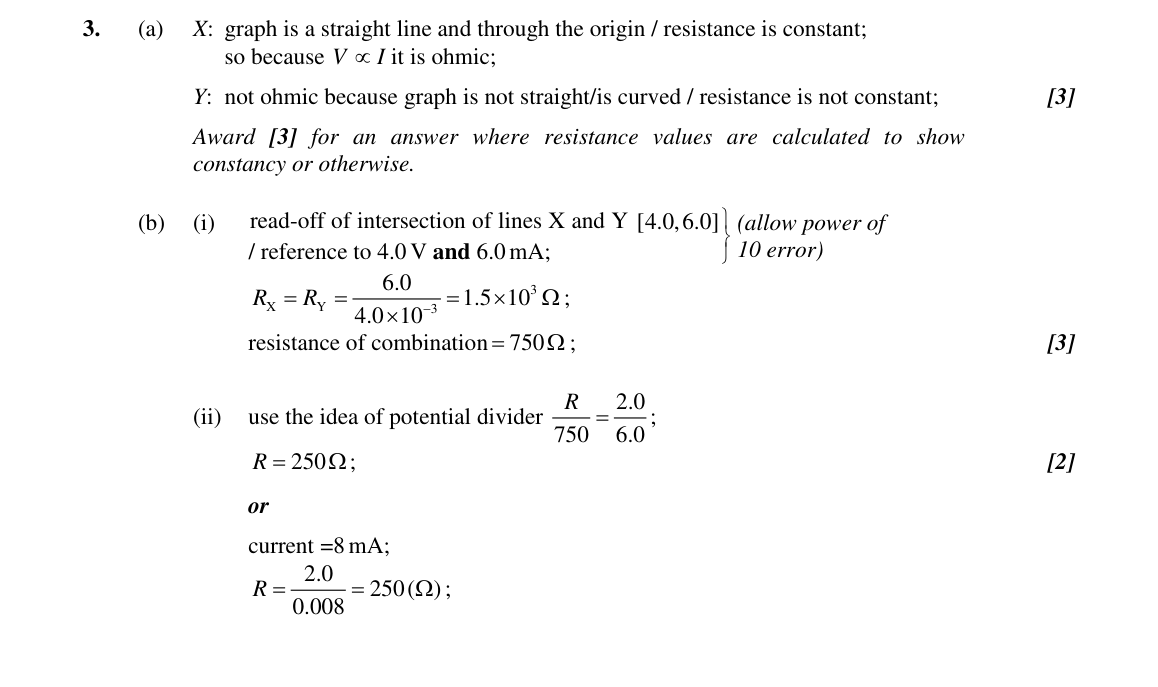 3. (a) X: graph is a straight line and through the origin / resistance is constant;
so because V ∝ I it is ohmic;
Y: not ohmic because graph is not straight/is curved / resistance is not constant; [3]
Award [3] for an answer where resistance values are calculated to show
constancy or otherwise.
(b) (i) read-off of intersection of lines X and Y [4.0,6.0] } (allow power of
/ reference to 4.0 V and 6.0 mA; 10 error)
R_X = R_Y = 6.0 / 4.0×10⁻³ = 1.5×10³ Ω;
resistance of combination = 750Ω; [3]
(ii) use the idea of potential divider R/750 = 2.0/6.0;
R = 250Ω; [2]
or
current =8 mA;
R = 2.0/0.008 = 250(Ω);